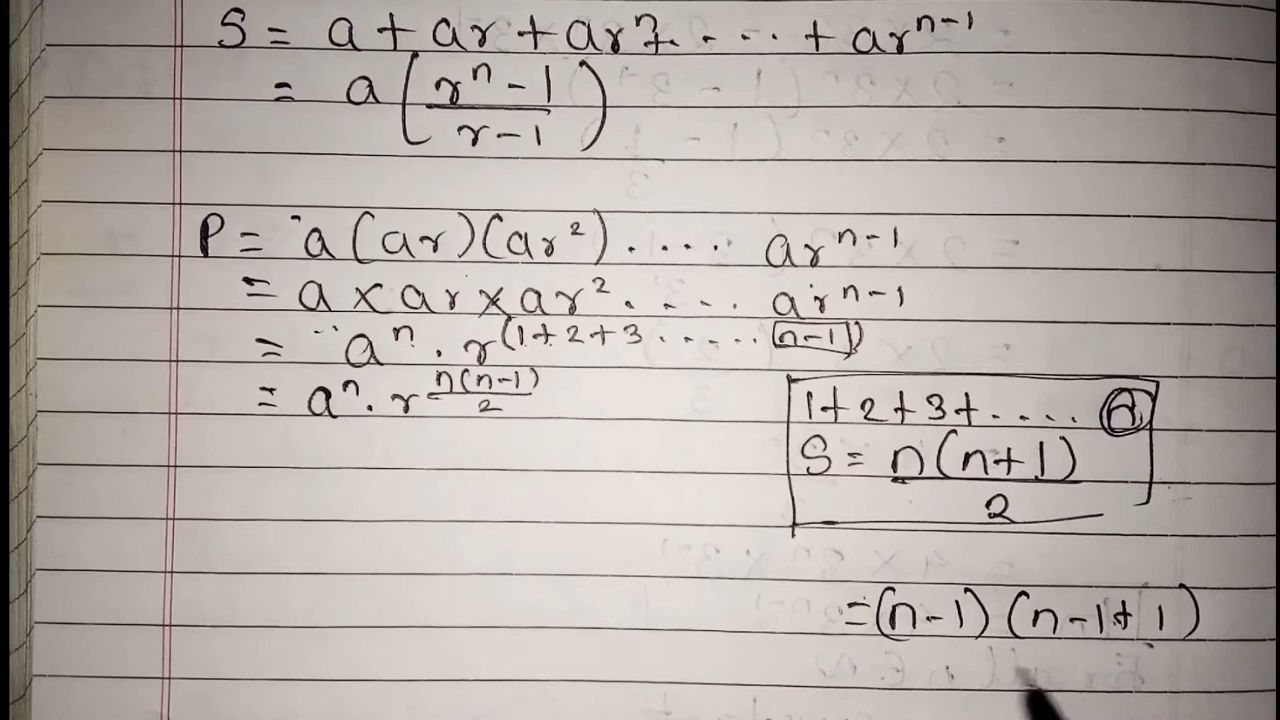 S = a + ar + ar² + . ... + arⁿ⁻¹
= a ( (rⁿ - 1) / (r - 1) )
P = a (ar)(ar²) ..... arⁿ⁻¹
= a × ar × ar² . .... arⁿ⁻¹
= aⁿ . r^(1+2+3 ...... (n-1))
= aⁿ . r^(n(n-1)/2)
1+2+3+ .... n
S = n(n+1) / 2
= (n-1) (n-1+1)